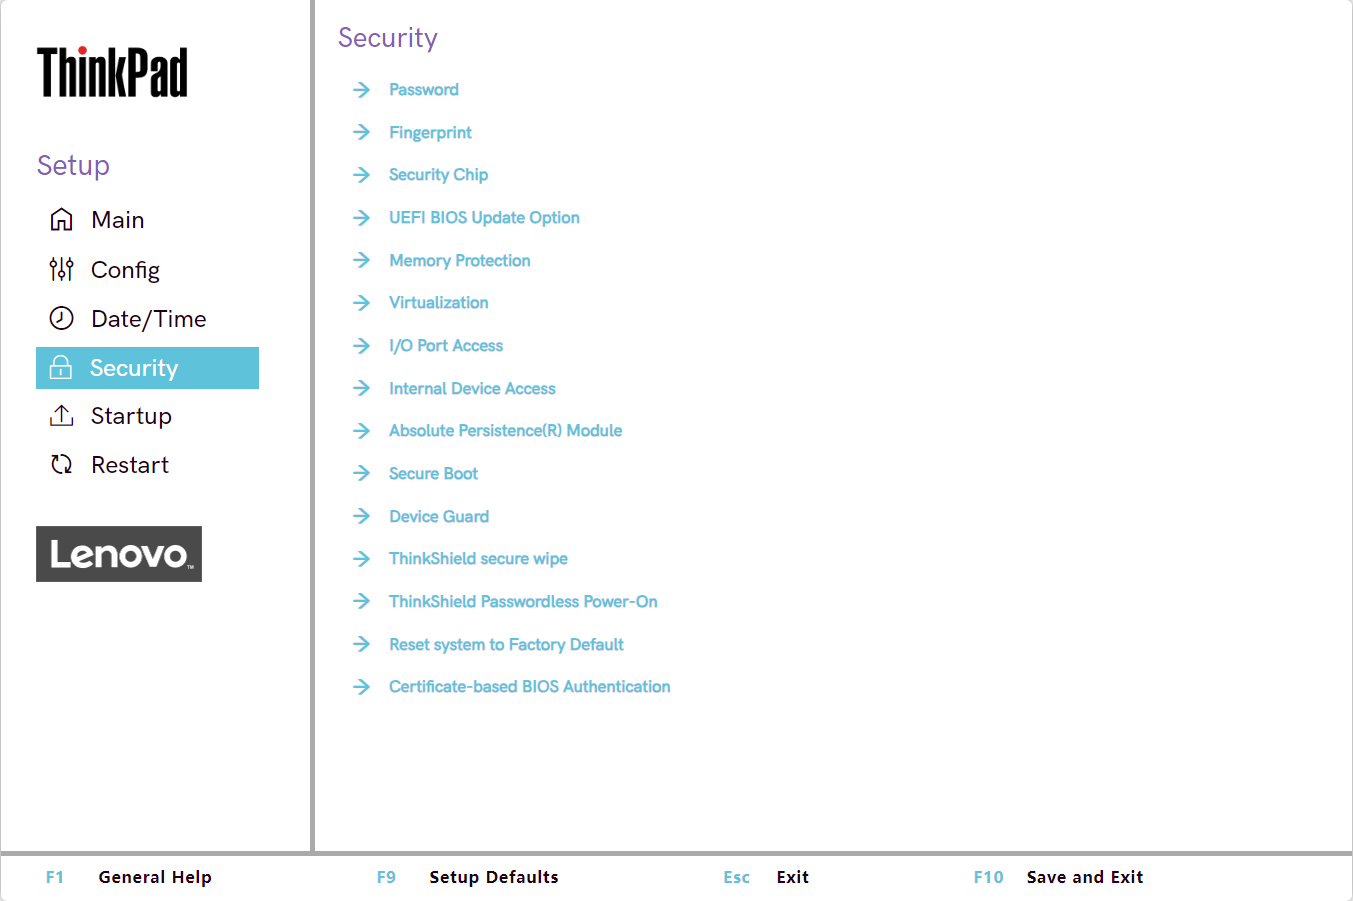 ThinkPad
Setup
Main
Config
Date/Time
Security
Startup
Restart
Lenovo™
Security
Password
Fingerprint
Security Chip
UEFI BIOS Update Option
Memory Protection
Virtualization
I/O Port Access
Internal Device Access
Absolute Persistence(R) Module
Secure Boot
Device Guard
ThinkShield secure wipe
ThinkShield Passwordless Power-On
Reset system to Factory Default
Certificate-based BIOS Authentication
F1 General Help F9 Setup Defaults Esc Exit F10 Save and Exit